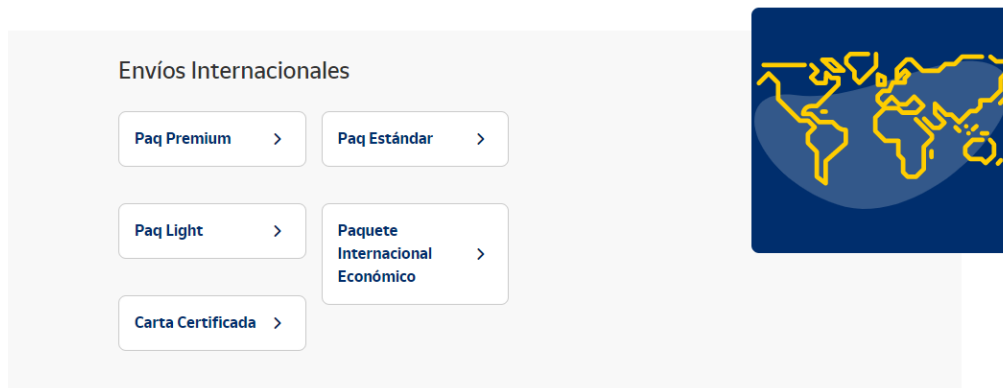 Envíos Internacionales
Paq Premium
Paq Estándar
Paq Light
Paquete
Internacional
Económico
Carta Certificada